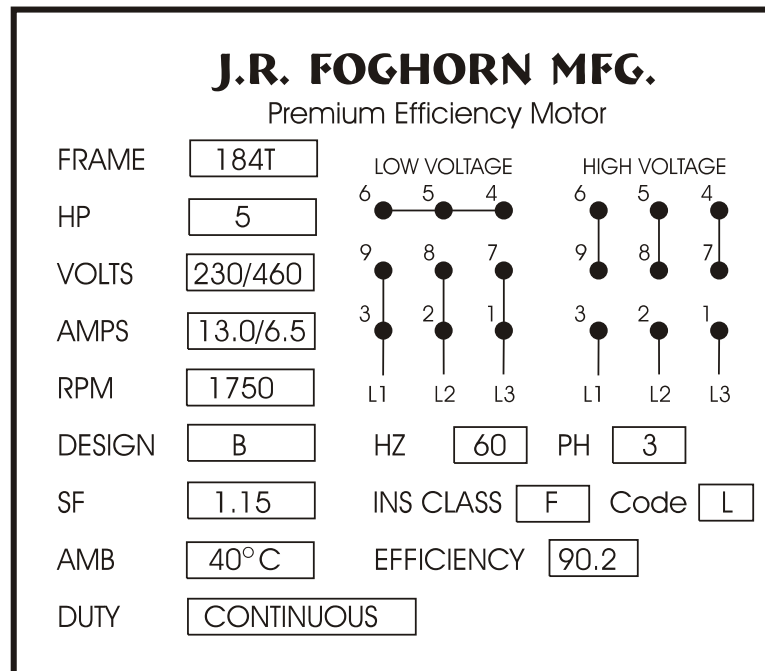 J.R. FOGHORN MFG.
Premium Efficiency Motor
FRAME 184T
HP 5
VOLTS 230/460
AMPS 13.0/6.5
RPM 1750
DESIGN B
SF 1.15
AMB 40°C
DUTY CONTINUOUS
LOW VOLTAGE
6 5 4
9 8 7
3 2 1
L1 L2 L3
HIGH VOLTAGE
6 5 4
9 8 7
3 2 1
L1 L2 L3
HZ 60 PH 3
INS CLASS F Code L
EFFICIENCY 90.2